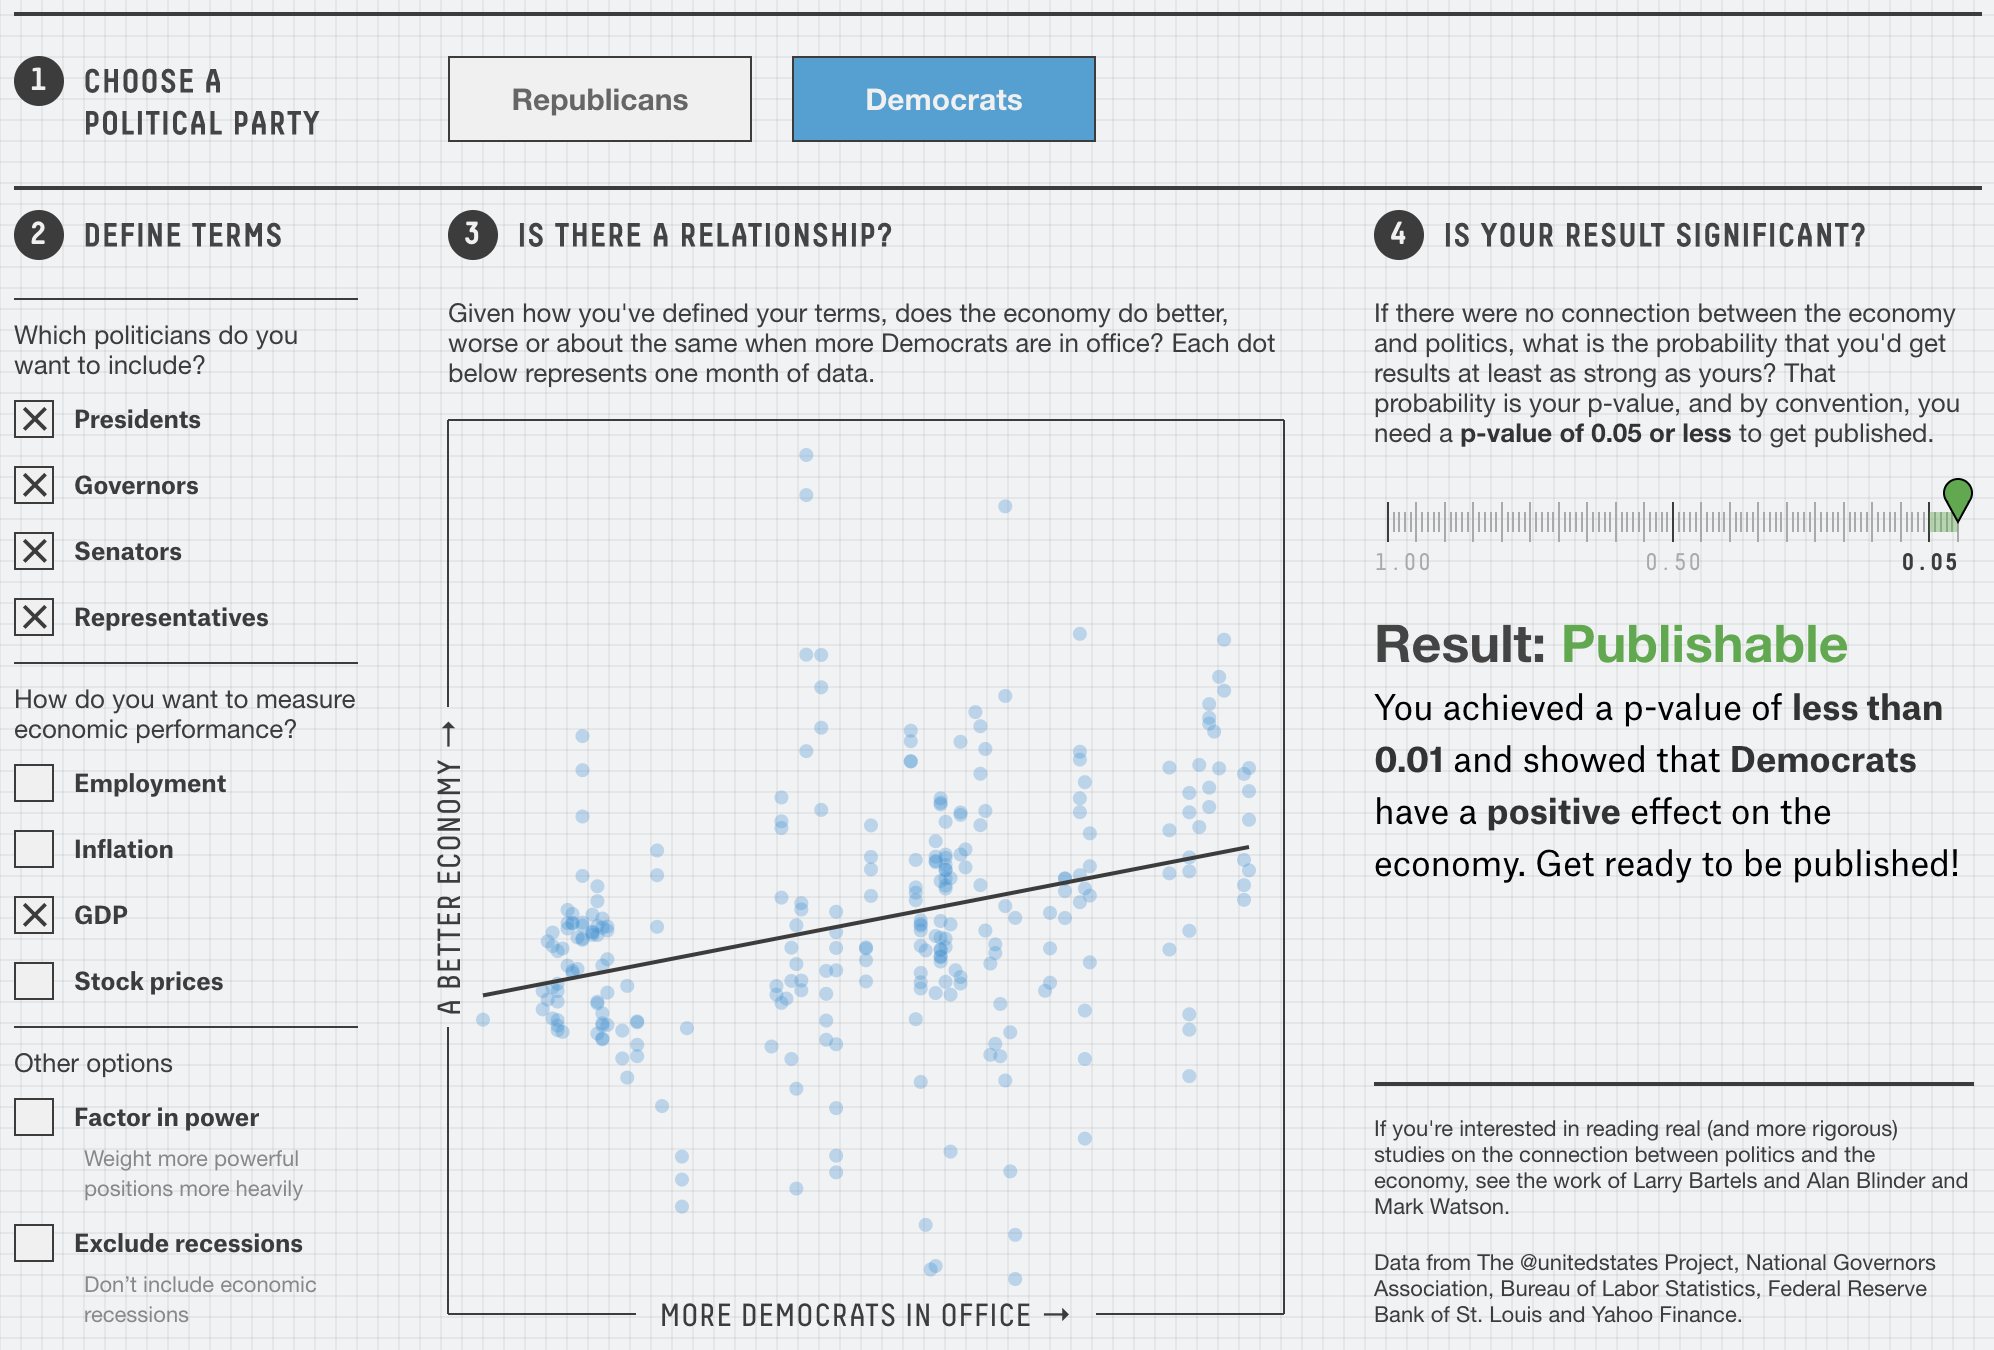 1 CHOOSE A
POLITICAL PARTY
Republicans
Democrats
2 DEFINE TERMS
Which politicians do you
want to include?
Presidents
Governors
Senators
Representatives
How do you want to measure
economic performance?
Employment
Inflation
GDP
Stock prices
Other options
Factor in power
Weight more powerful
positions more heavily
Exclude recessions
Don’t include economic
recessions
3 IS THERE A RELATIONSHIP?
Given how you've defined your terms, does the economy do better,
worse or about the same when more Democrats are in office? Each dot
below represents one month of data.
A BETTER ECONOMY →
MORE DEMOCRATS IN OFFICE →
4 IS YOUR RESULT SIGNIFICANT?
If there were no connection between the economy
and politics, what is the probability that you'd get
results at least as strong as yours? That
probability is your p-value, and by convention, you
need a p-value of 0.05 or less to get published.
1.00 0.50 0.05
Result: Publishable
You achieved a p-value of less than
0.01 and showed that Democrats
have a positive effect on the
economy. Get ready to be published!
If you're interested in reading real (and more rigorous)
studies on the connection between politics and the
economy, see the work of Larry Bartels and Alan Blinder and
Mark Watson.
Data from The @unitedstates Project, National Governors
Association, Bureau of Labor Statistics, Federal Reserve
Bank of St. Louis and Yahoo Finance.